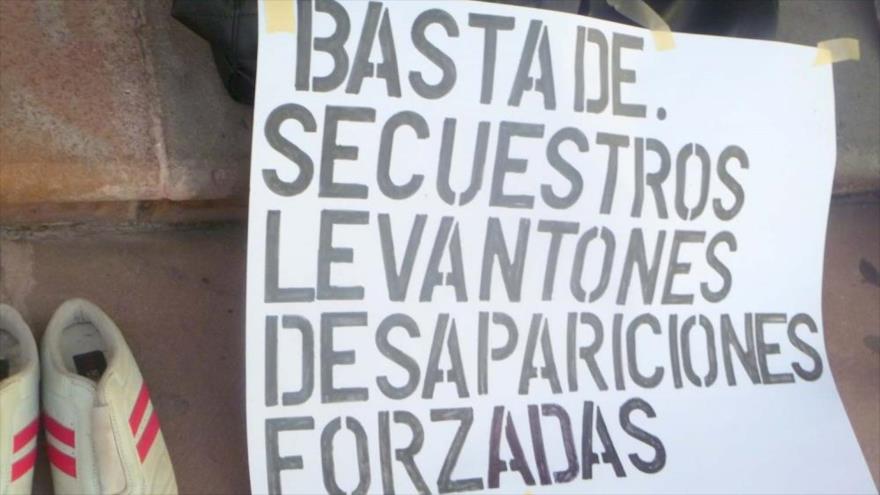 BASTA DE.
SECUESTROS
LEVANTONES
DESAPARICIONES
FORZADAS